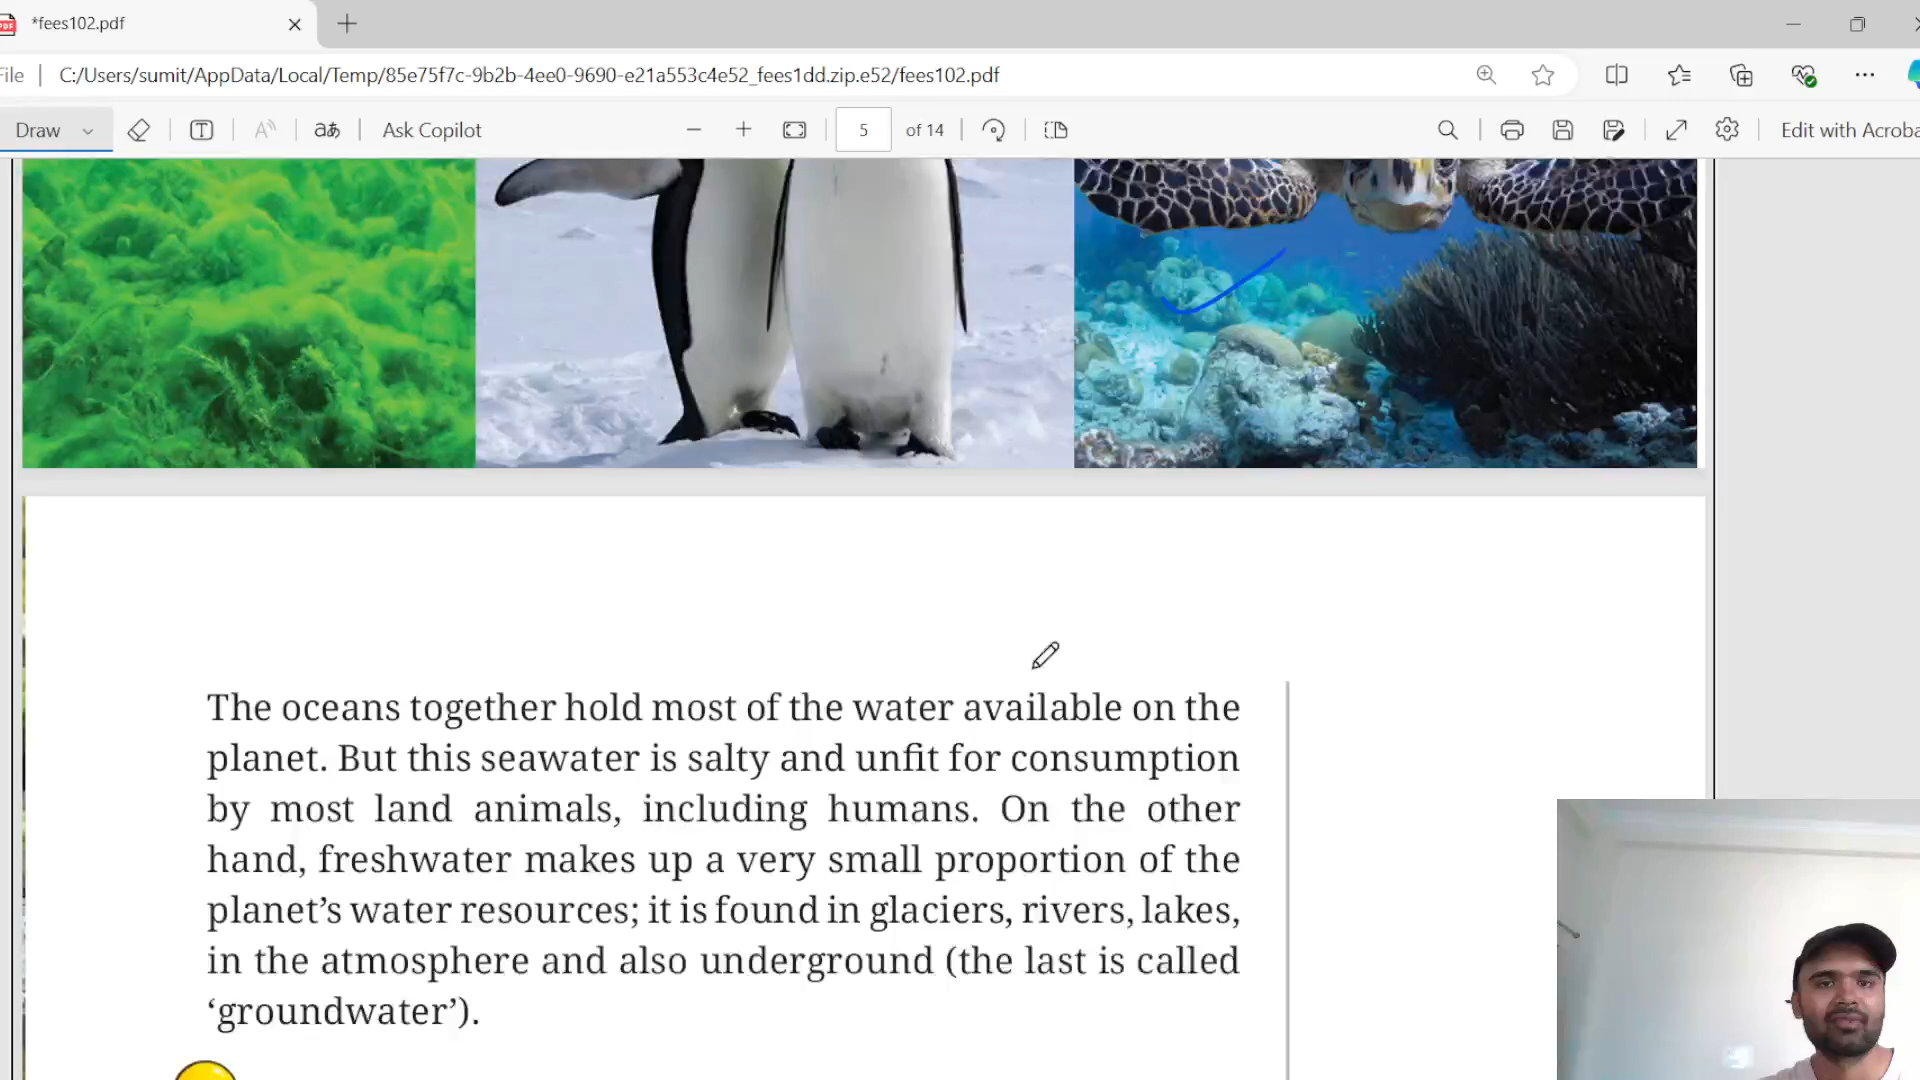 *fees102.pdf
File
C:/Users/sumit/AppData/Local/Temp/85e75f7c-9b2b-4ee0-9690-e21a553c4e52_fees1dd.zip.e52/fees102.pdf
Draw
aあ
Ask Copilot
5 of 14
Edit with Acroba
The oceans together hold most of the water available on the
planet. But this seawater is salty and unfit for consumption
by most land animals, including humans. On the other
hand, freshwater makes up a very small proportion of the
planet’s water resources; it is found in glaciers, rivers, lakes,
in the atmosphere and also underground (the last is called
‘groundwater’).